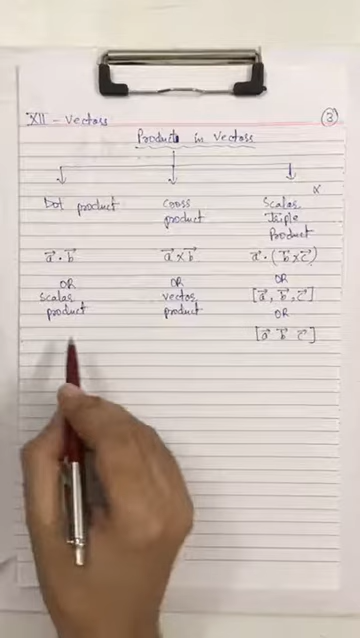 XII - Vectors
3
Product in vectors
x
Dot product
Cross product
Scalar Triple Product
a⃗ · b⃗
a⃗ × b⃗
a⃗ · (b⃗ × c⃗)
OR
OR
OR
Scalar product
vector product
[a⃗, b⃗, c⃗]
OR
[a⃗ b⃗ c⃗]